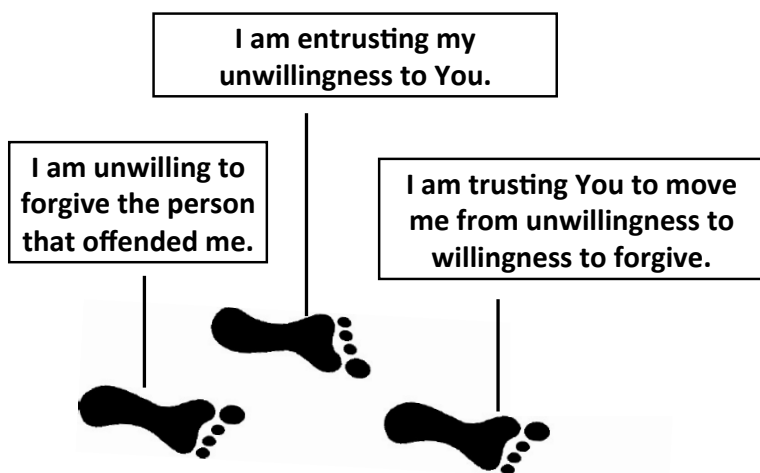 I am entrusting my
unwillingness to You.
I am unwilling to
forgive the person
that offended me.
I am trusting You to move
me from unwillingness to
willingness to forgive.